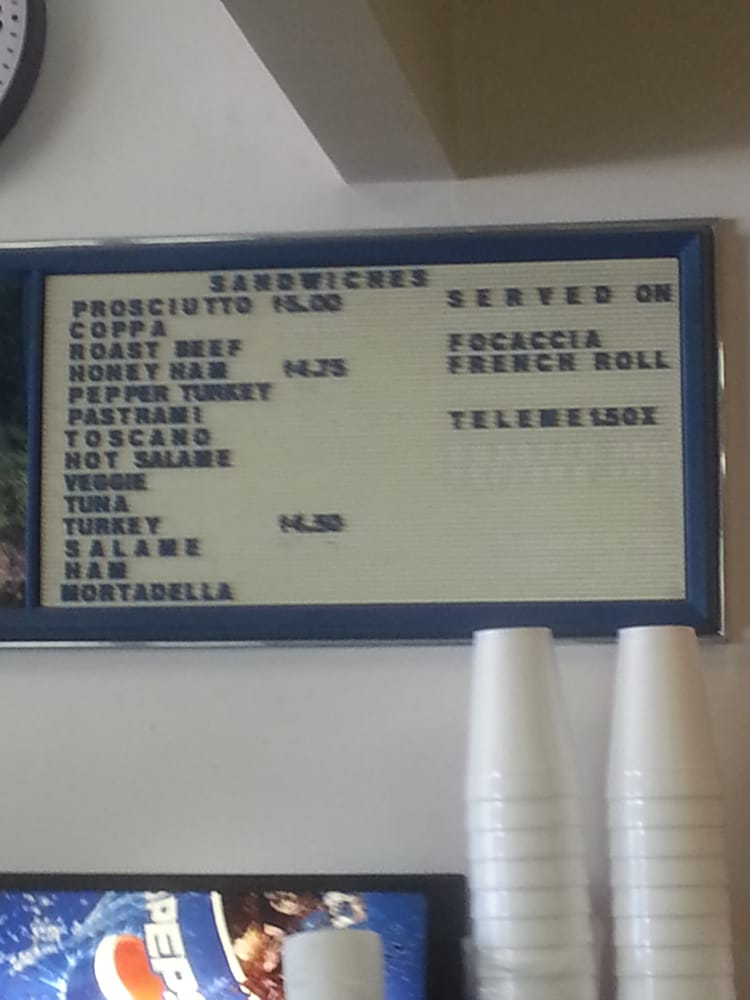 SANDWICHES
PROSCIUTTO $5.00
COPPA
ROAST BEEF
HONEY HAM $4.75
PEPPER TURKEY
PASTRAMI
TOSCANO
HOT SALAME
VEGGIE
TUNA
TURKEY $4.50
SALAME
HAM
MORTADELLA
SERVED ON
FOCACCIA
FRENCH ROLL
TELEME 1.50X
PEPSI